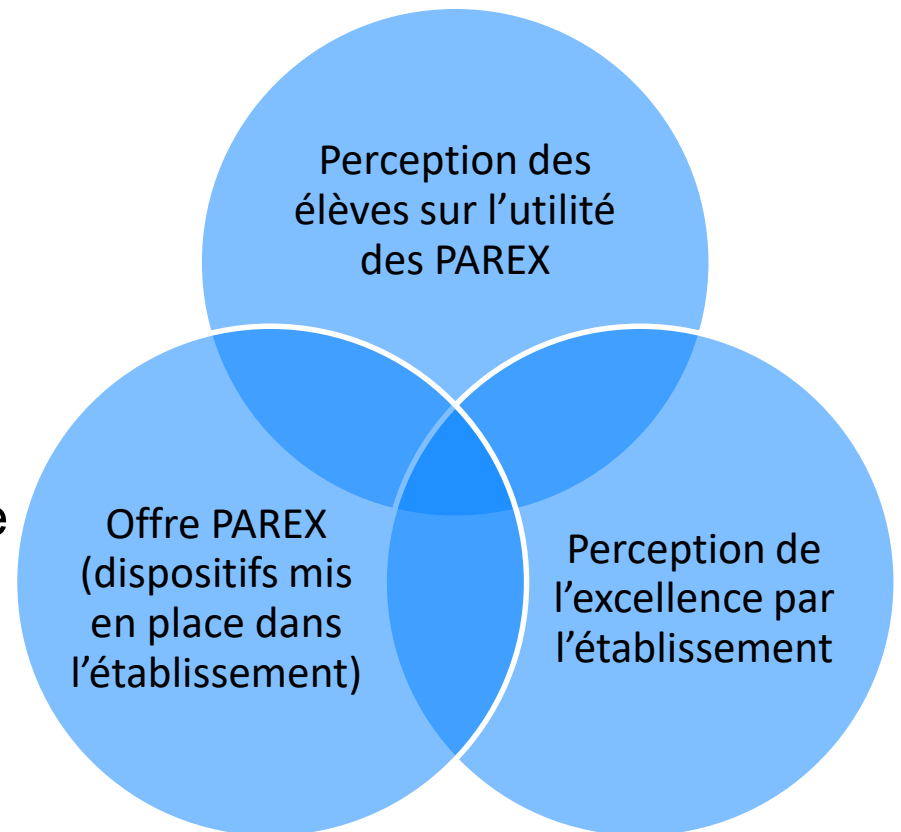 Perception des
élèves sur l’utilité
des PAREX
e
Offre PAREX
(dispositifs mis
en place dans
l’établissement)
Perception de
l’excellence par
l’établissement